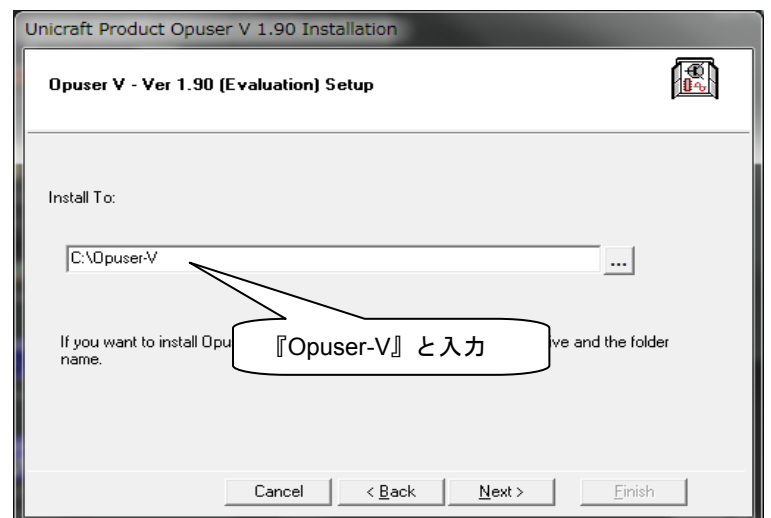 Unicraft Product Opuser V 1.90 Installation
Opuser V - Ver 1.90 (Evaluation) Setup
Install To:
C:\Opuser-V
...
『Opuser-V』と入力
If you want to install Opu
ve and the folder
name.
Cancel
< Back
Next >
Finish